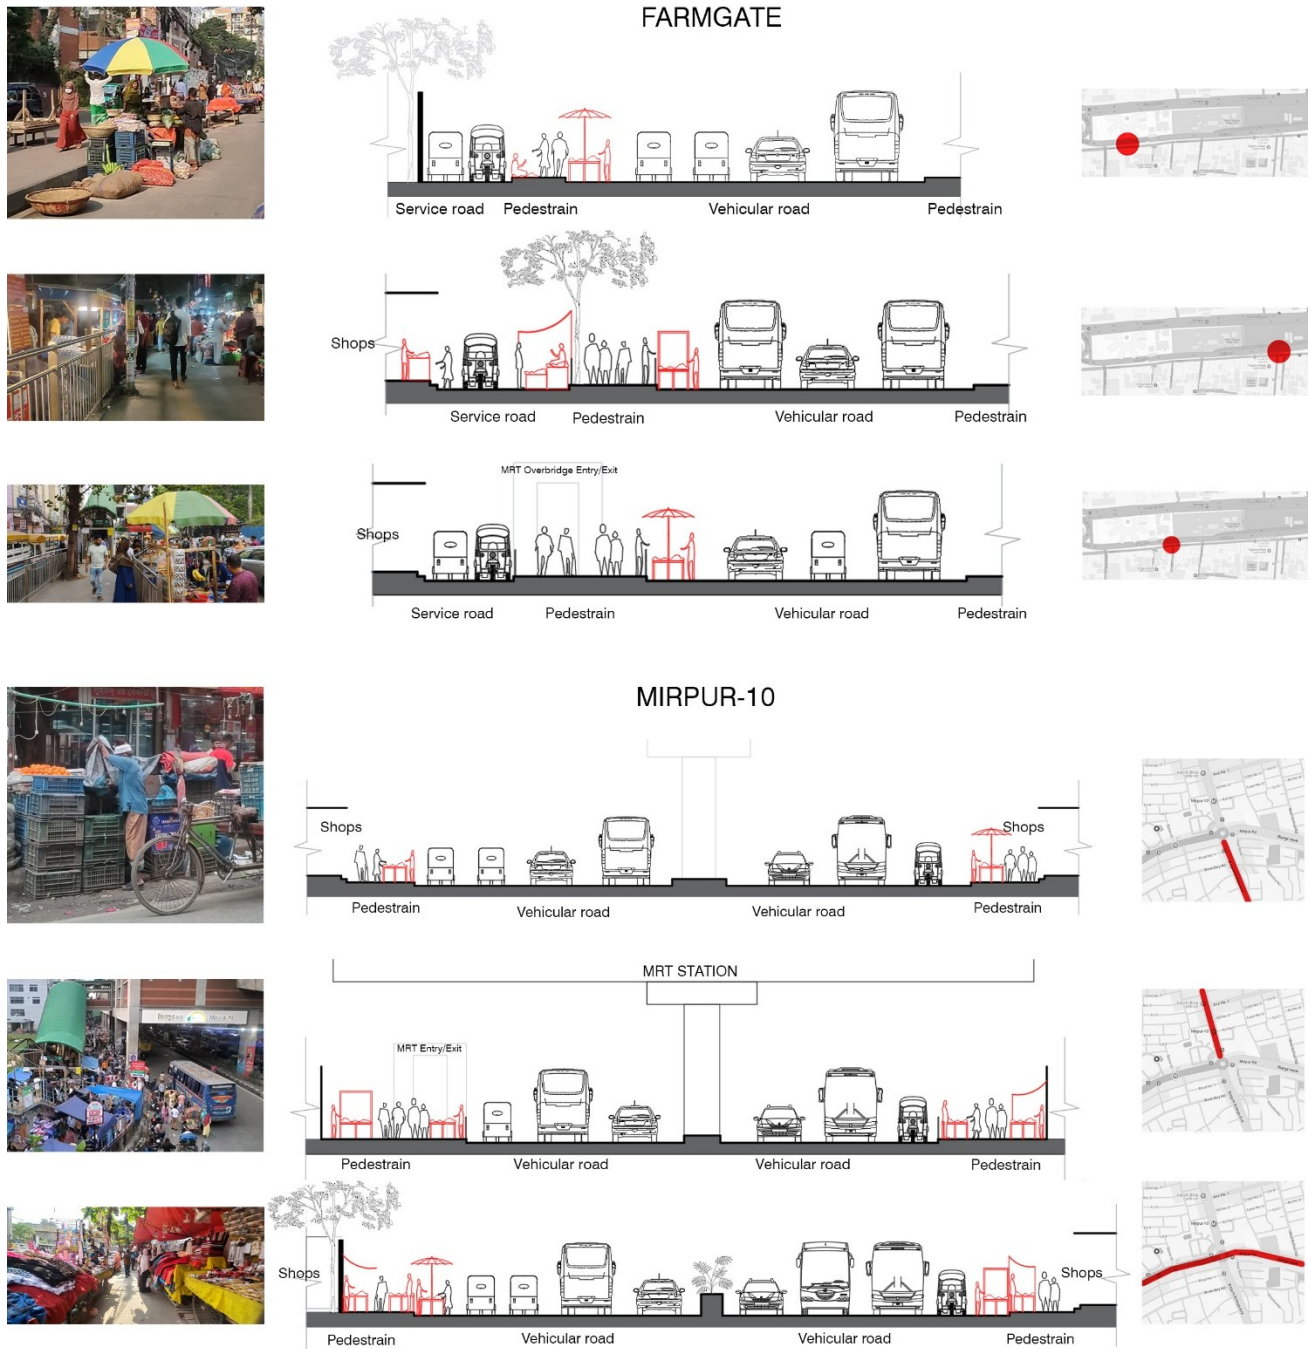 FARMGATE
Service road
Pedestrain
Vehicular road
Pedestrain
Shops
Service road
Pedestrain
Vehicular road
Pedestrain
MRT Overbridge Entry/Exit
Shops
Service road
Pedestrain
Vehicular road
Pedestrain
MIRPUR-10
Shops
Shops
Pedestrain
Vehicular road
Vehicular road
Pedestrain
MRT STATION
MRT Entry/Exit
Pedestrain
Vehicular road
Vehicular road
Pedestrain
Shops
Shops
Pedestrain
Vehicular road
Vehicular road
Pedestrain